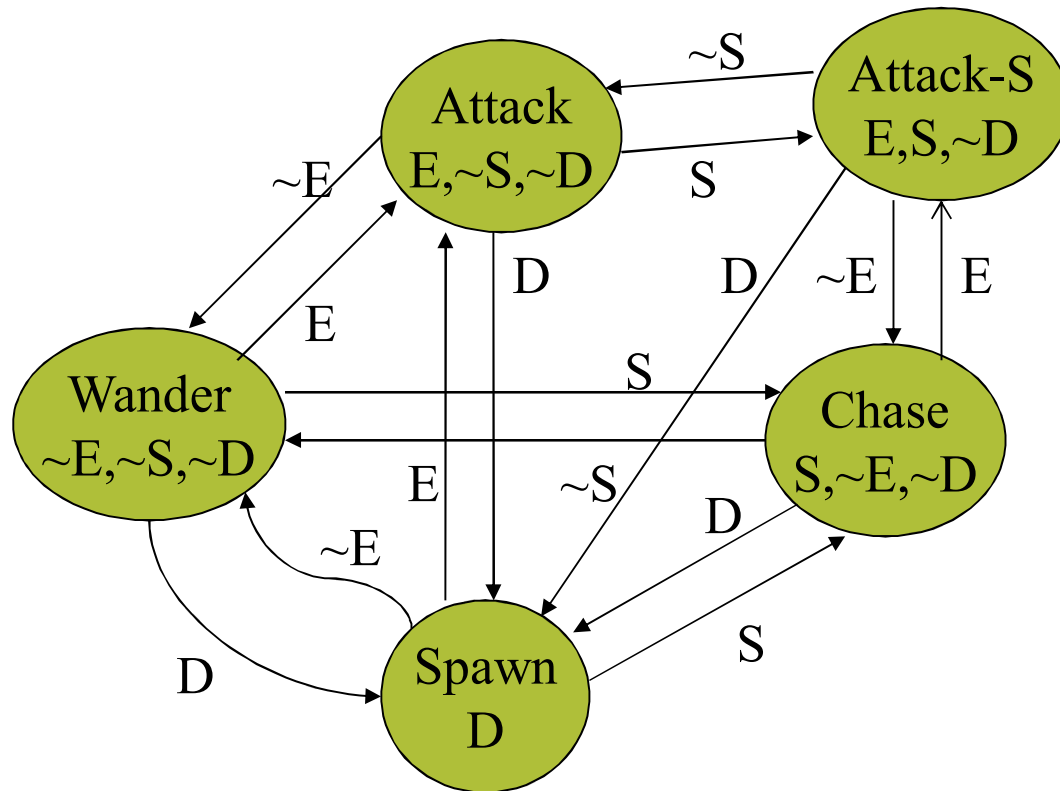 ~S
Attack-S
E,S,~D
Attack
E,~S,~D
~E
S
D
D
~E
E
E
S
Wander
~E,~S,~D
Chase
S,~E,~D
E
~S
D
~E
S
D
Spawn
D